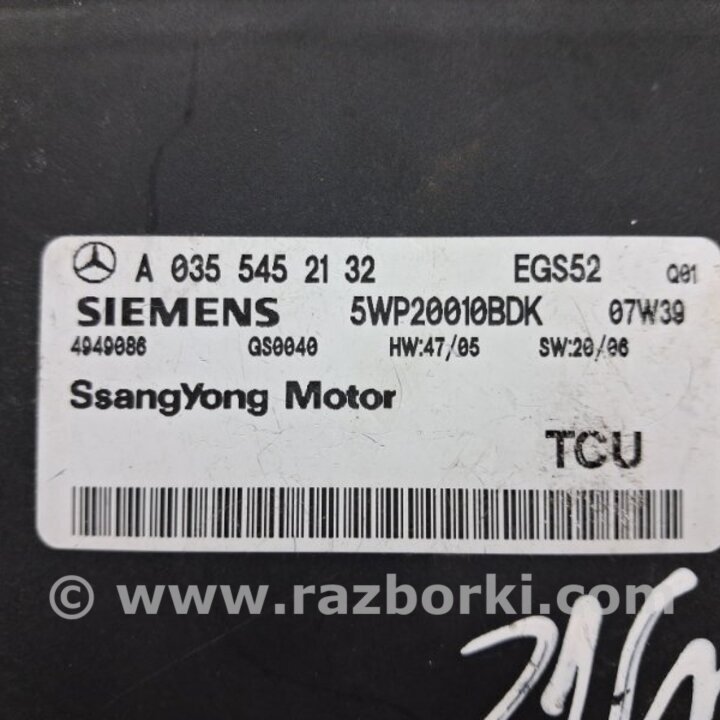 A 035 545 21 32 EGS52 Q01
SIEMENS 5WP20010BDK 07W39
4949086 GS0040 HW:47/05 SW:20/06
SsangYong Motor
TCU
© www.razborki.com